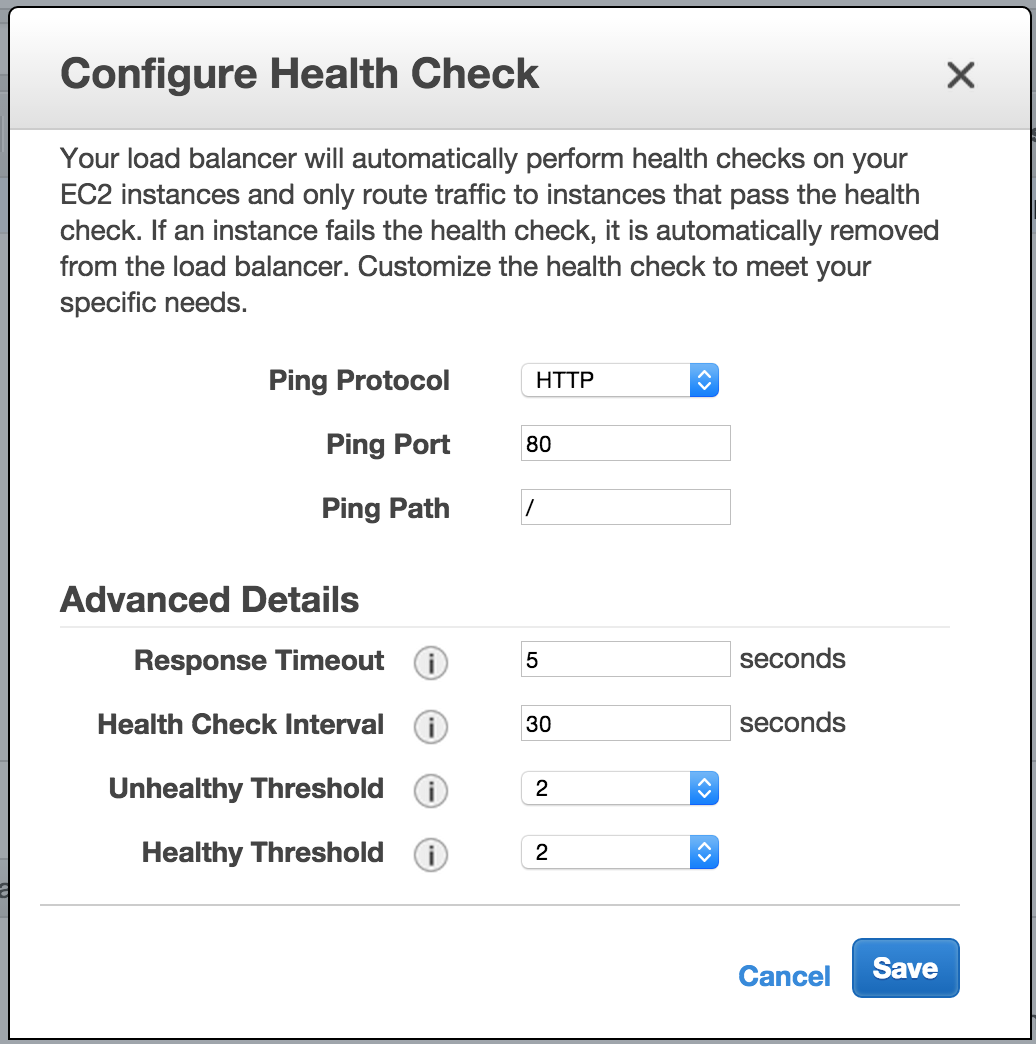 Configure Health Check
Your load balancer will automatically perform health checks on your
EC2 instances and only route traffic to instances that pass the health
check. If an instance fails the health check, it is automatically removed
from the load balancer. Customize the health check to meet your
specific needs.
Ping Protocol HTTP
Ping Port 80
Ping Path /
Advanced Details
Response Timeout i 5 seconds
Health Check Interval i 30 seconds
Unhealthy Threshold i 2
Healthy Threshold i 2
Cancel Save